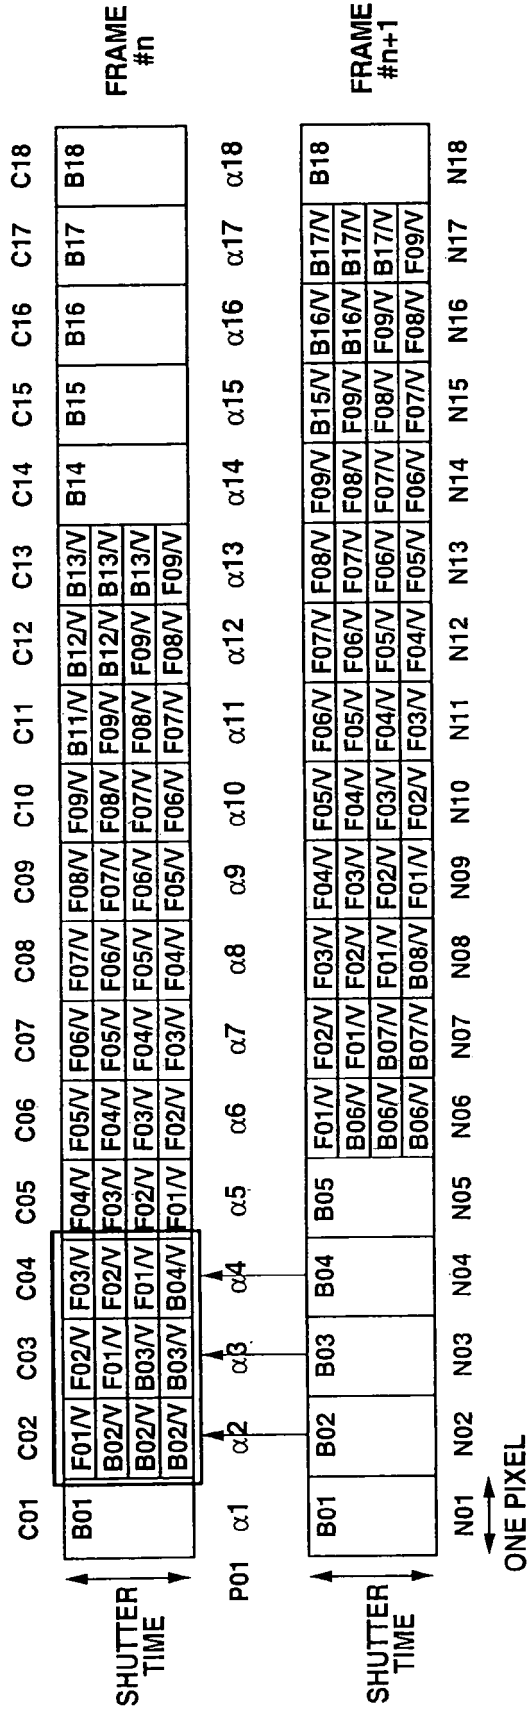 C01 C02 C03 C04 C05 C06 C07 C08 C09 C10 C11 C12 C13 C14 C15 C16 C17 C18
B01 F01/V F02/V F03/V F04/V F05/V F06/V F07/V F08/V F09/V B11/V B12/V B13/V B14 B15 B16 B17 B18
B02/V F01/V F02/V F03/V F04/V F05/V F06/V F07/V F08/V F09/V B12/V B13/V
B02/V B03/V F01/V F02/V F03/V F04/V F05/V F06/V F07/V F08/V F09/V B13/V
B02/V B03/V B04/V F01/V F02/V F03/V F04/V F05/V F06/V F07/V F08/V F09/V
SHUTTER
TIME
FRAME
#n
P01 α1 α2 α3 α4 α5 α6 α7 α8 α9 α10 α11 α12 α13 α14 α15 α16 α17 α18
B01 B02 B03 B04 B05 F01/V F02/V F03/V F04/V F05/V F06/V F07/V F08/V F09/V B15/V B16/V B17/V B18
B06/V F01/V F02/V F03/V F04/V F05/V F06/V F07/V F08/V F09/V B16/V B17/V
B06/V B07/V F01/V F02/V F03/V F04/V F05/V F06/V F07/V F08/V F09/V B17/V
B06/V B07/V B08/V F01/V F02/V F03/V F04/V F05/V F06/V F07/V F08/V F09/V
SHUTTER
TIME
FRAME
#n+1
N01 N02 N03 N04 N05 N06 N07 N08 N09 N10 N11 N12 N13 N14 N15 N16 N17 N18
ONE PIXEL